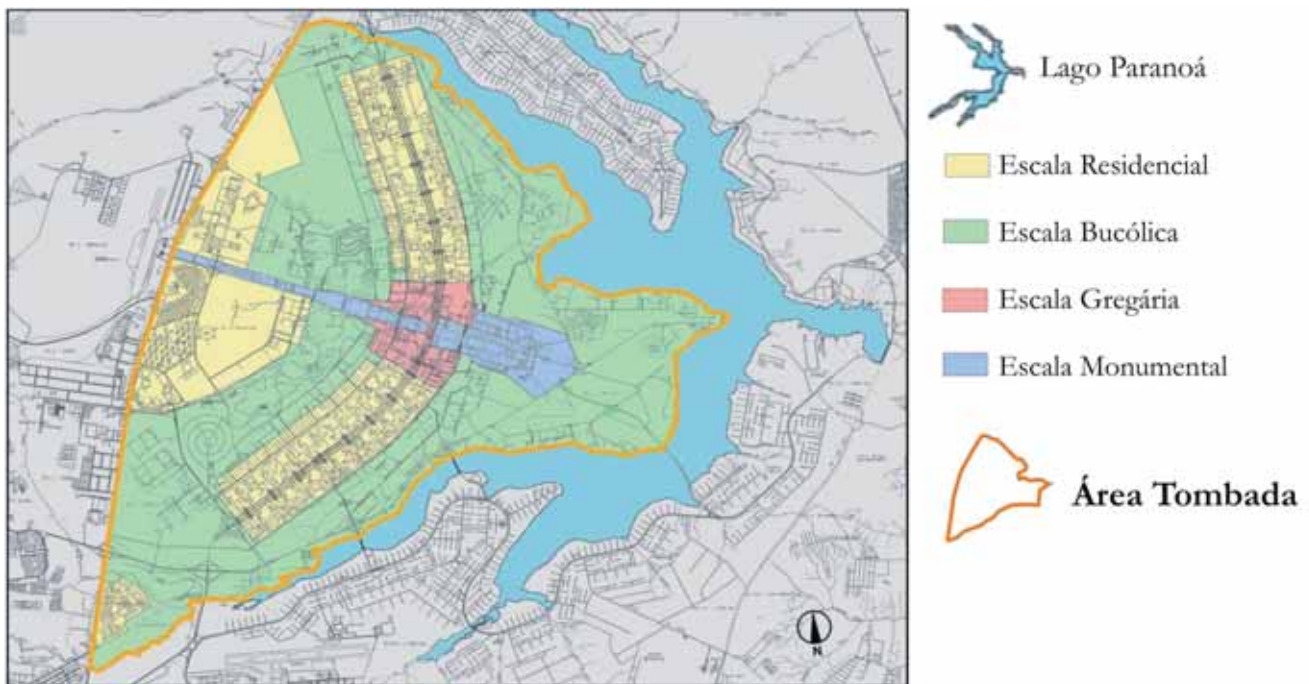 Lago Paranoá
Escala Residencial
Escala Bucólica
Escala Gregária
Escala Monumental
Área Tombada
N